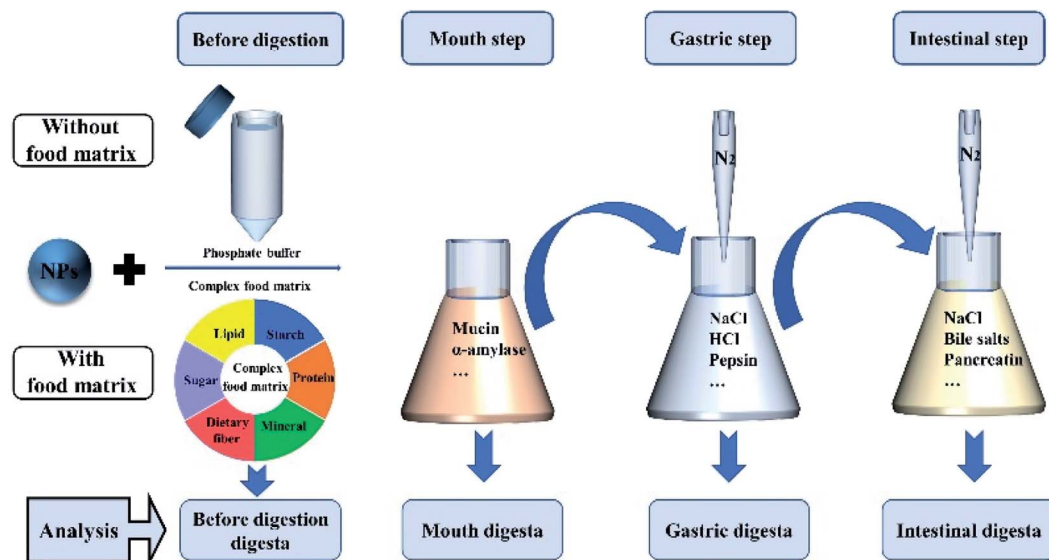 Before digestion
Mouth step
Gastric step
Intestinal step
Without
food matrix
N2
N2
NPs
Phosphate buffer
Complex food matrix
With
food matrix
Lipid
Starch
Sugar
Complex
food matrix
Protein
Dietary
fiber
Mineral
Mucin
α-amylase
...
NaCl
HCl
Pepsin
...
NaCl
Bile salts
Pancreatin
...
Analysis
Before digestion
digesta
Mouth digesta
Gastric digesta
Intestinal digesta